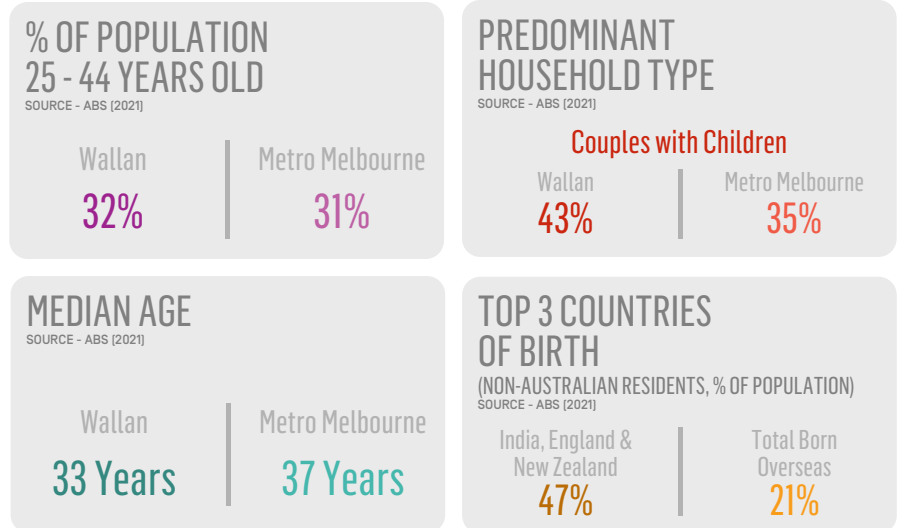 % OF POPULATION
25 - 44 YEARS OLD
SOURCE - ABS (2021)
Wallan
32%
Metro Melbourne
31%
PREDOMINANT
HOUSEHOLD TYPE
SOURCE - ABS (2021)
Couples with Children
Wallan
43%
Metro Melbourne
35%
MEDIAN AGE
SOURCE - ABS (2021)
Wallan
33 Years
Metro Melbourne
37 Years
TOP 3 COUNTRIES
OF BIRTH
(NON-AUSTRALIAN RESIDENTS, % OF POPULATION)
SOURCE - ABS (2021)
India, England &
New Zealand
47%
Total Born
Overseas
21%